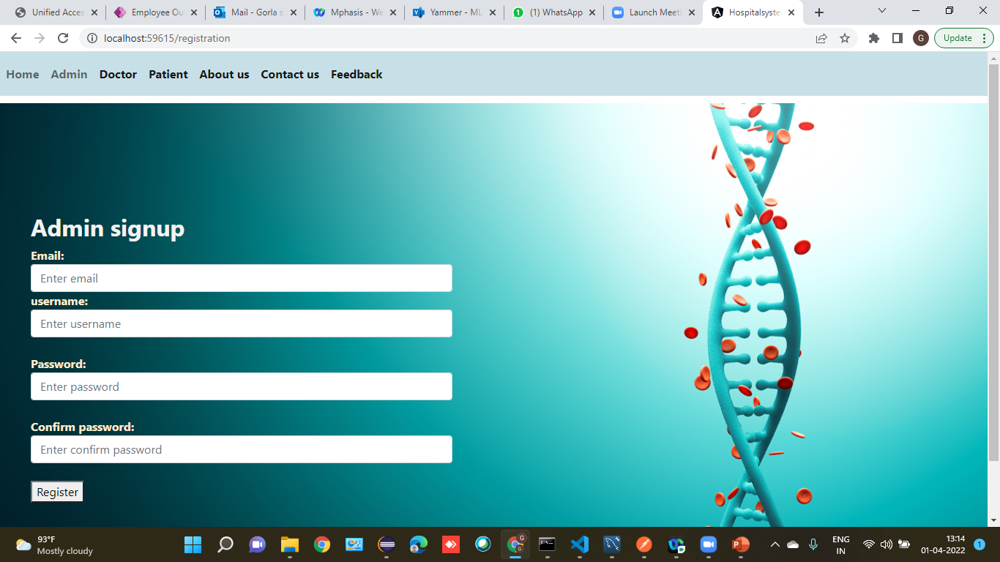 Unified Acces
Employee Ou
Mail - Gorla s
Mphasis - We
Yammer - ML
(1) WhatsApp
Launch Meeti
Hospitalsyste
localhost:59615/registration
G
Update
Home Admin Doctor Patient About us Contact us Feedback
Admin signup
Email:
Enter email
username:
Enter username
Password:
Enter password
Confirm password:
Enter confirm password
Register
93°F
Mostly cloudy
ENG
IN
13:14
01-04-2022
1